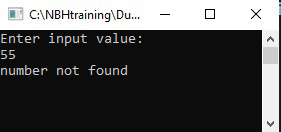 C:\NBHtraining\Du...
Enter input value:
55
number not found